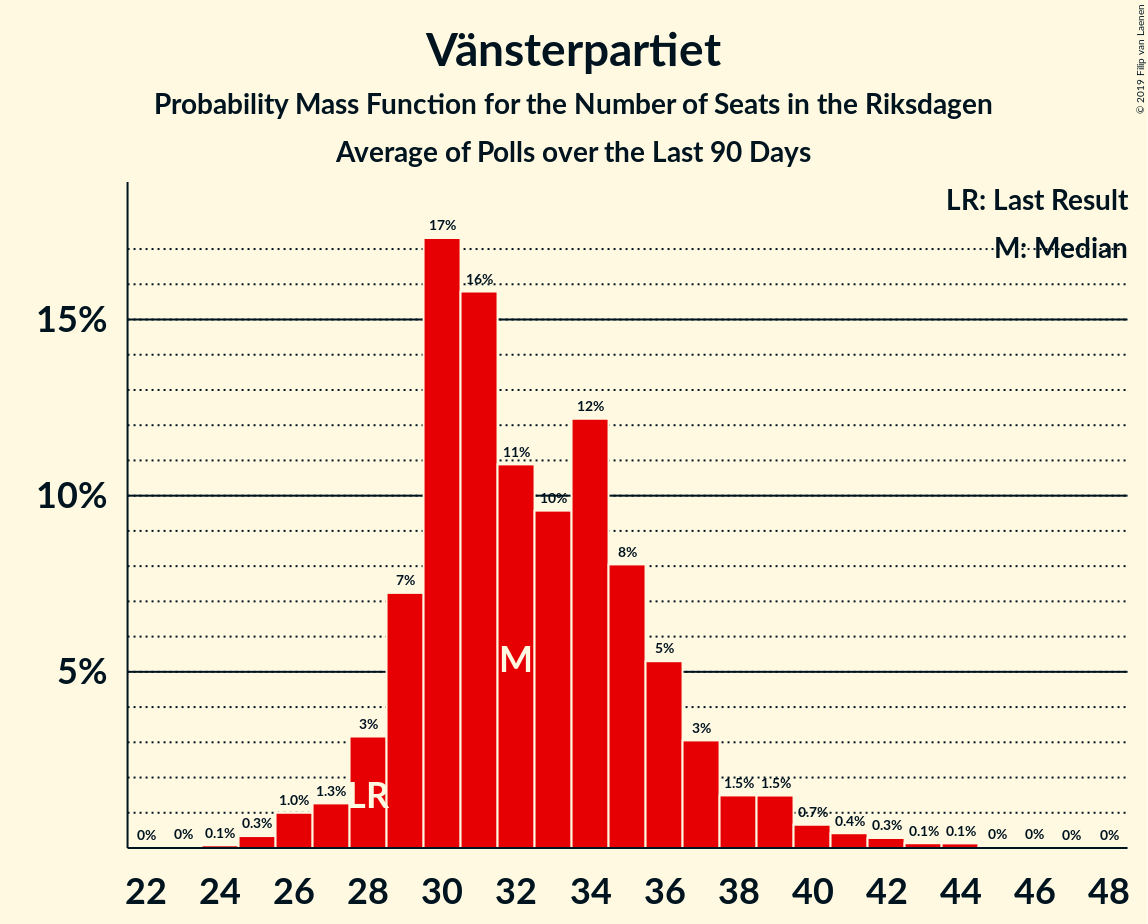 Vänsterpartiet
Probability Mass Function for the Number of Seats in the Riksdagen
Average of Polls over the Last 90 Days
© 2019 Filip van Laenen
LR: Last Result
M: Median
15%
10%
5%
0% 0% 0.1% 0.3% 1.0% 1.3% 3% 7% 17% 16% 11% 10% 12% 8% 5% 3% 1.5% 1.5% 0.7% 0.4% 0.3% 0.1% 0.1% 0% 0% 0% 0%
LR
M
22 24 26 28 30 32 34 36 38 40 42 44 46 48